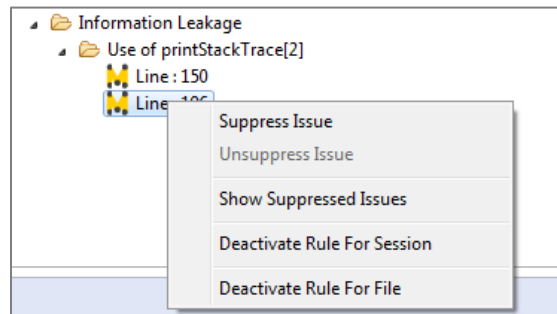 Information Leakage
Use of printStackTrace[2]
Line : 150
Line
Suppress Issue
Unsuppress Issue
Show Suppressed Issues
Deactivate Rule For Session
Deactivate Rule For File